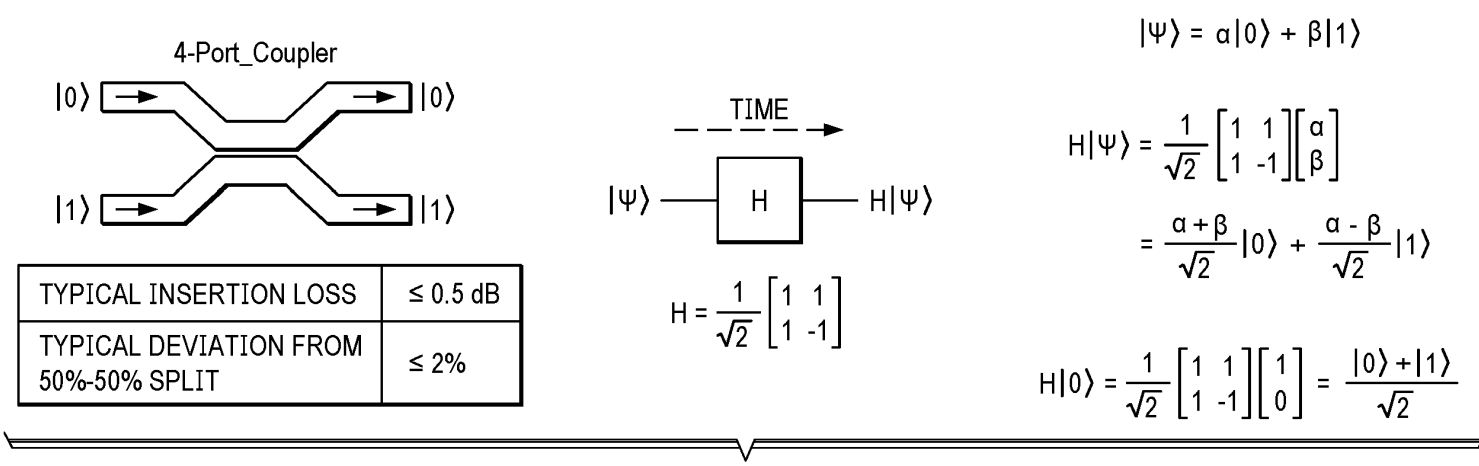 4-Port_Coupler
|0⟩ |0⟩
|1⟩ |1⟩
TYPICAL INSERTION LOSS ≤ 0.5 dB
TYPICAL DEVIATION FROM
50%-50% SPLIT ≤ 2%
TIME
|Ψ⟩ H H|Ψ⟩
H = 1/√2 [1 1; 1 -1]
|Ψ⟩ = α|0⟩ + β|1⟩
H|Ψ⟩ = 1/√2 [1 1; 1 -1][α; β]
= α+β/√2 |0⟩ + α - β/√2 |1⟩
H|0⟩ = 1/√2 [1 1; 1 -1][1; 0] = |0⟩+|1⟩/√2